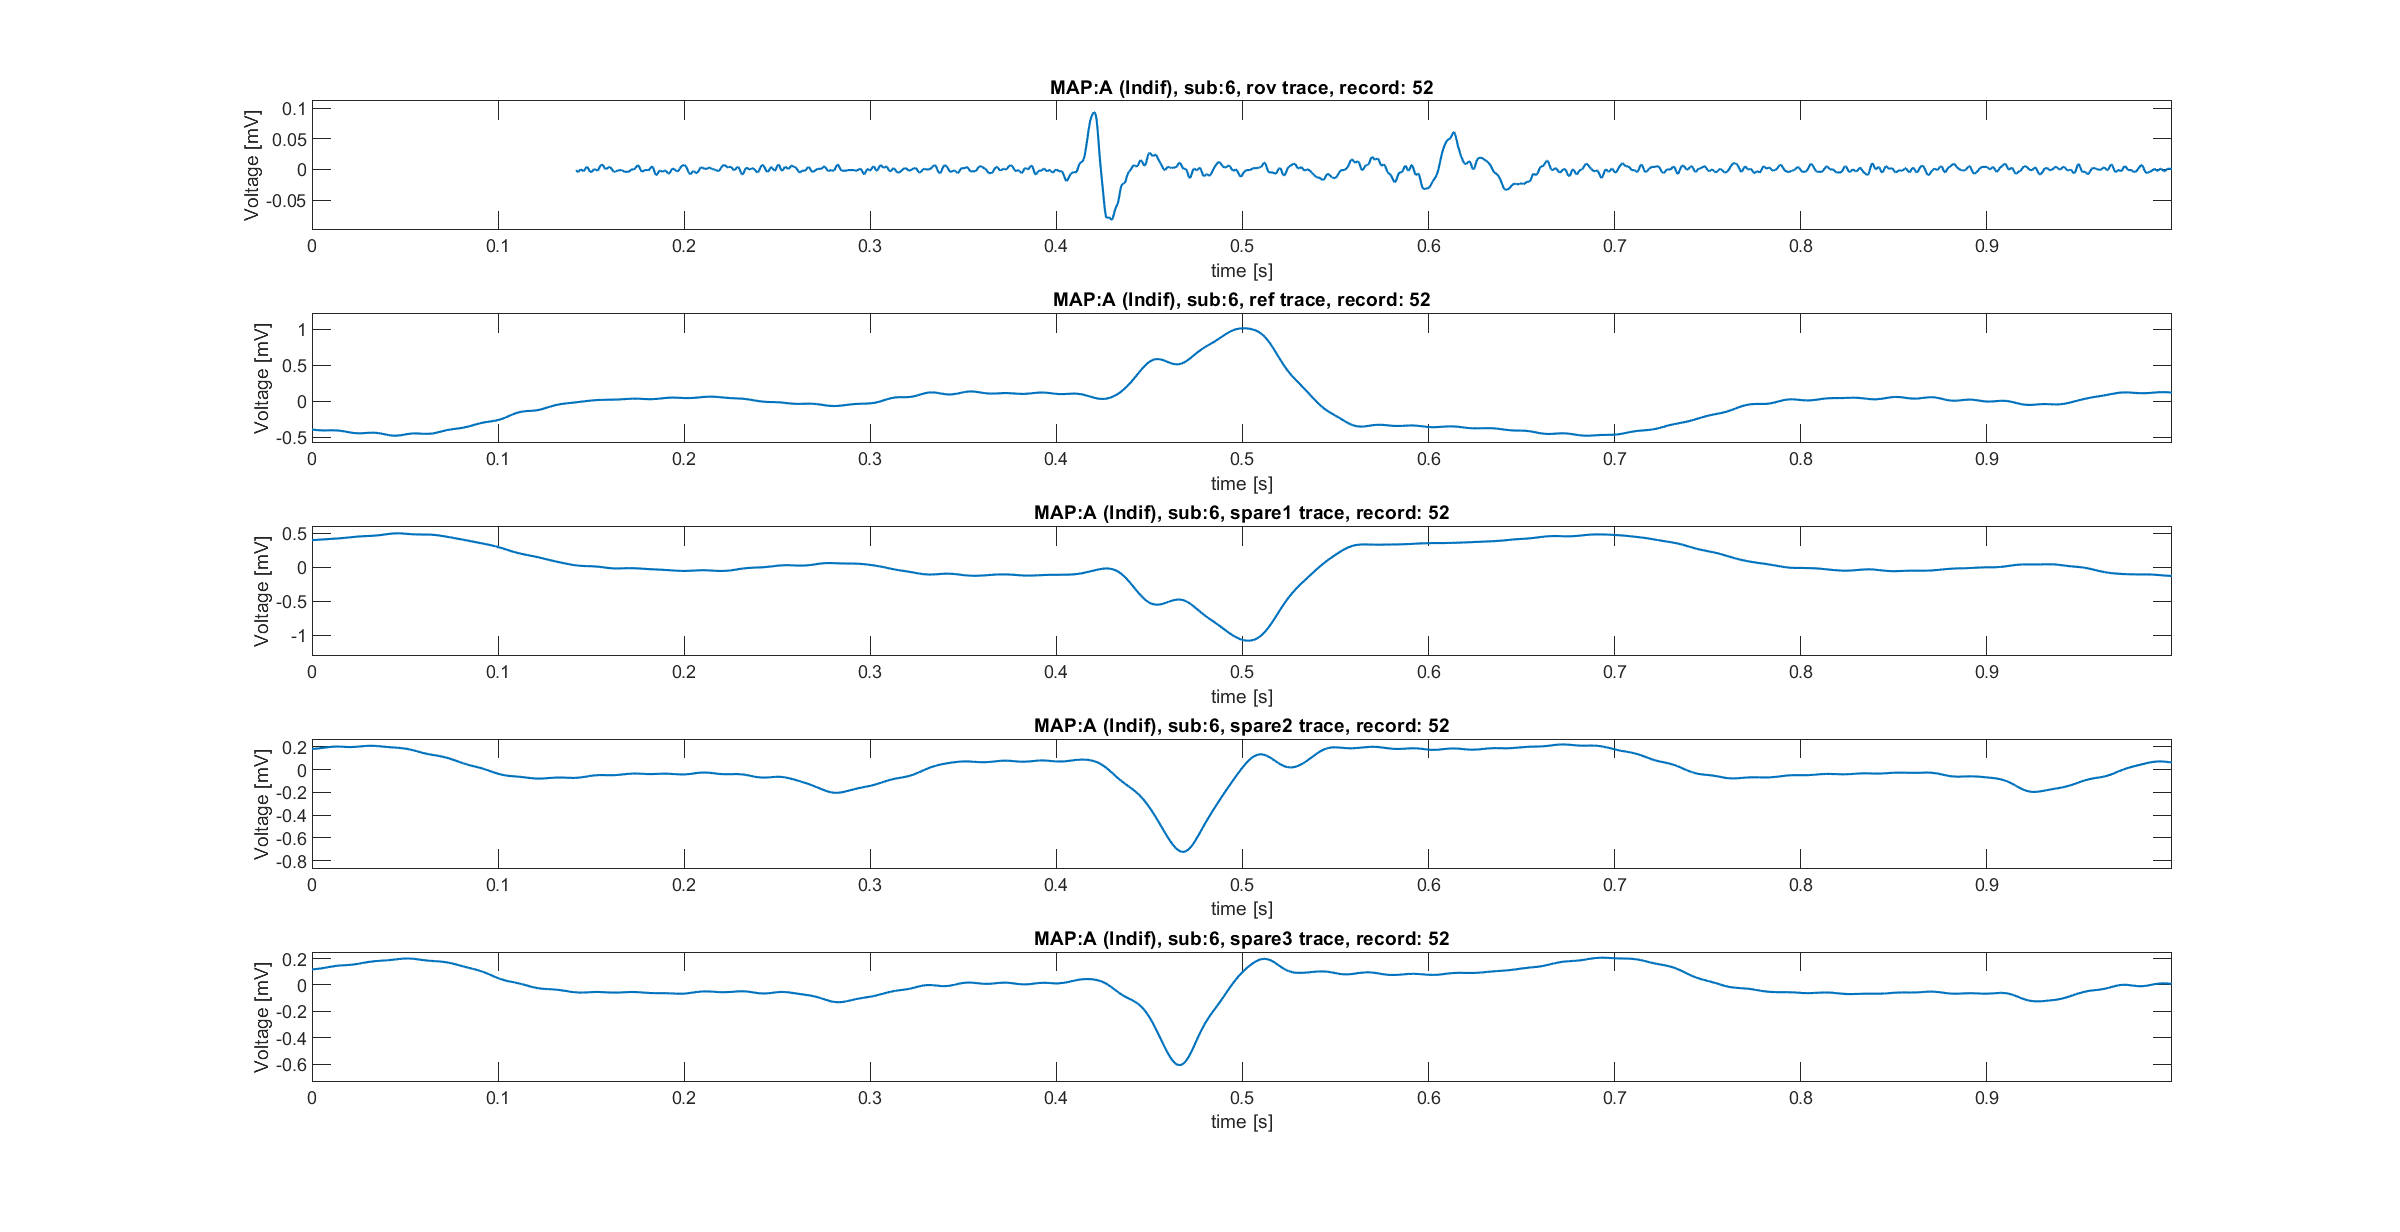 MAP:A (Indif), sub:6, rov trace, record: 52
Voltage [mV]
0.1
0.05
0
-0.05
0 0.1 0.2 0.3 0.4 0.5 0.6 0.7 0.8 0.9
time [s]
MAP:A (Indif), sub:6, ref trace, record: 52
Voltage [mV]
1
0.5
0
-0.5
0 0.1 0.2 0.3 0.4 0.5 0.6 0.7 0.8 0.9
time [s]
MAP:A (Indif), sub:6, spare1 trace, record: 52
Voltage [mV]
0.5
0
-0.5
-1
0 0.1 0.2 0.3 0.4 0.5 0.6 0.7 0.8 0.9
time [s]
MAP:A (Indif), sub:6, spare2 trace, record: 52
Voltage [mV]
0.2
0
-0.2
-0.4
-0.6
-0.8
0 0.1 0.2 0.3 0.4 0.5 0.6 0.7 0.8 0.9
time [s]
MAP:A (Indif), sub:6, spare3 trace, record: 52
Voltage [mV]
0.2
0
-0.2
-0.4
-0.6
0 0.1 0.2 0.3 0.4 0.5 0.6 0.7 0.8 0.9
time [s]